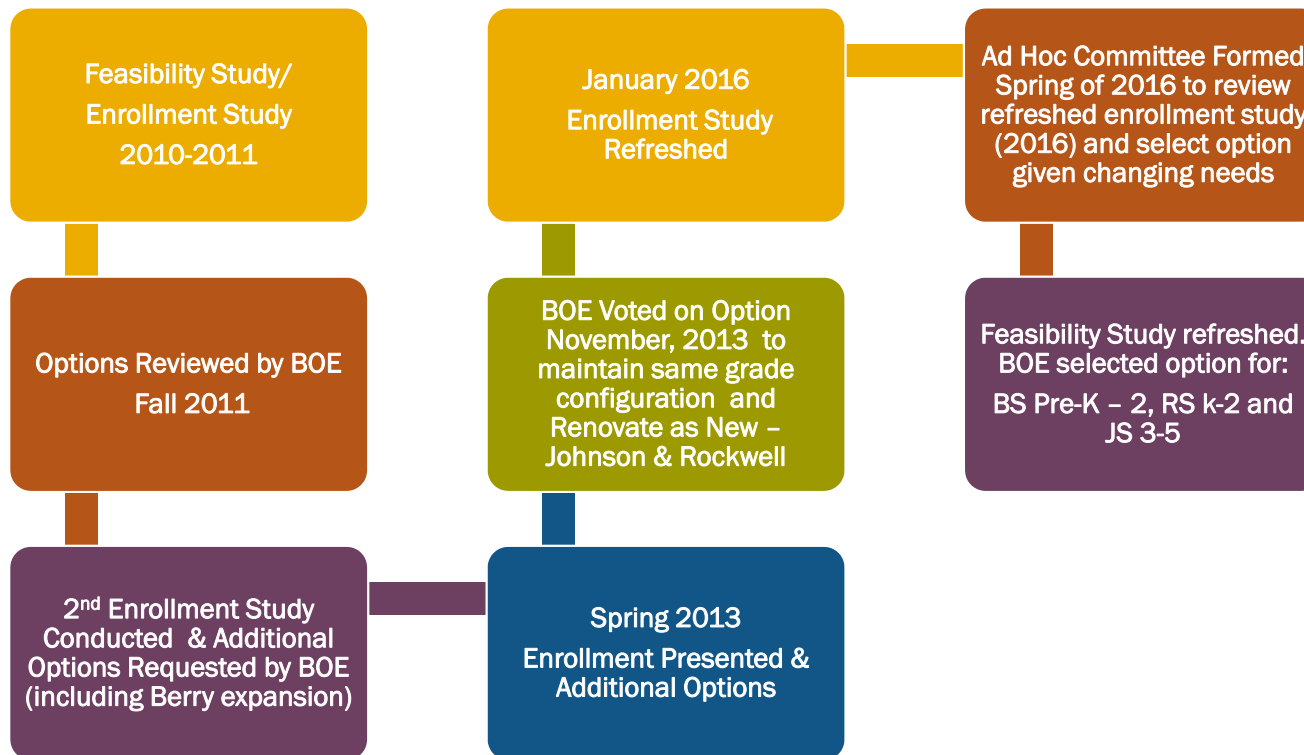 Feasibility Study/
Enrollment Study
2010-2011
Options Reviewed by BOE
Fall 2011
2nd Enrollment Study
Conducted & Additional
Options Requested by BOE
(including Berry expansion)
Spring 2013
Enrollment Presented &
Additional Options
BOE Voted on Option
November, 2013 to
maintain same grade
configuration and
Renovate as New –
Johnson & Rockwell
January 2016
Enrollment Study
Refreshed
Ad Hoc Committee Formed
Spring of 2016 to review
refreshed enrollment study
(2016) and select option
given changing needs
Feasibility Study refreshed.
BOE selected option for:
BS Pre-K – 2, RS k-2 and
JS 3-5